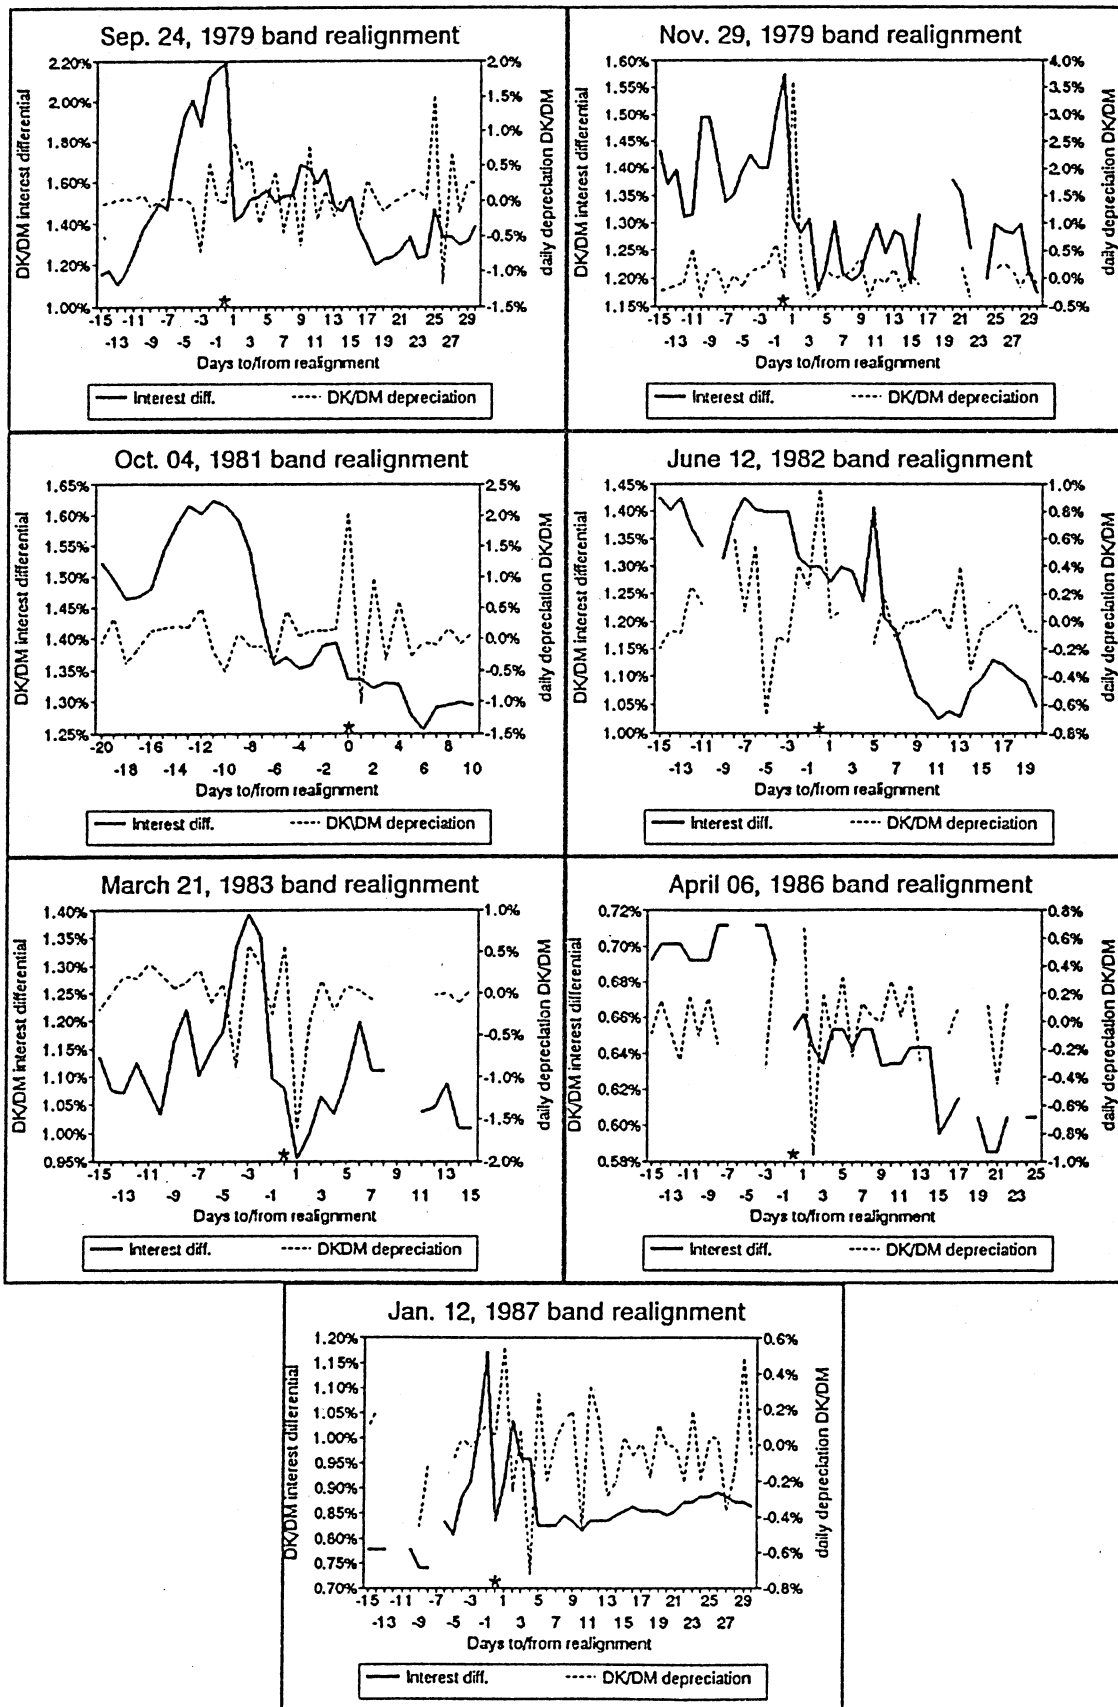 Sep. 24, 1979 band realignment
2.20% 2.00% 1.80% 1.60% 1.40% 1.20% 1.00%
DK/DM interest differential
2.0% 1.5% 1.0% 0.5% 0.0% -0.5% -1.0% -1.5%
daily depreciation DK/DM
-15 -9 -3 1 5 9 13 17 21 25 29
-13 -7 -1 3 7 11 15 19 23 27
Days to/from realignment
Interest diff. DK/DM depreciation
Nov. 29, 1979 band realignment
1.60% 1.55% 1.50% 1.45% 1.40% 1.35% 1.30% 1.25% 1.20% 1.15%
DK/DM interest differential
4.0% 3.5% 3.0% 2.5% 2.0% 1.5% 1.0% 0.5% 0.0% -0.5%
daily depreciation DK/DM
-15 -11 -7 -3 1 5 9 13 17 21 25 29
-13 -9 -5 -1 3 7 11 15 19 23 27
Days to/from realignment
Interest diff. DK/DM depreciation
Oct. 04, 1981 band realignment
1.65% 1.60% 1.55% 1.50% 1.45% 1.40% 1.35% 1.30% 1.25%
DK/DM interest differential
2.5% 2.0% 1.5% 1.0% 0.5% 0.0% -0.5% -1.0% -1.5%
daily depreciation DK/DM
-20 -16 -12 -8 -4 0 4 8
-18 -14 -10 -6 -2 2 6 10
Days to/from realignment
Interest diff. DK\DM depreciation
June 12, 1982 band realignment
1.45% 1.40% 1.35% 1.30% 1.20% 1.15% 1.10% 1.05% 1.00%
DK/DM interest differential
1.0% 0.8% 0.6% 0.4% 0.2% 0.0% -0.2% -0.4% -0.6% -0.8%
daily depreciation DK/DM
-15 -11 -7 -3 1 5 9 13 17
-13 -9 -5 -1 3 7 11 15 19
Days to/from realignment
Interest diff. DK/DM depreciation
March 21, 1983 band realignment
1.40% 1.35% 1.30% 1.25% 1.20% 1.15% 1.10% 1.05% 1.00% 0.95%
DK/DM interest differential
1.0% 0.5% 0.0% -0.5% -1.0% -1.5% -2.0%
daily depreciation DK/DM
-15 -11 -7 -3 1 5 9 13
-13 -9 -5 -1 3 7 11 15
Days to/from realignment
Interest diff. DKDM depreciation
April 06, 1986 band realignment
0.72% 0.70% 0.68% 0.66% 0.64% 0.62% 0.60% 0.58%
DK/DM interest differential
0.8% 0.6% 0.4% 0.2% 0.0% -0.2% -0.4% -0.6% -0.8% -1.0%
daily depreciation DK/DM
-15 -11 -7 -3 1 5 9 13 17 21 25
-13 -9 -5 -1 3 7 11 15 19 23
Days to/from realignment
Interest diff. DK/DM depreciation
Jan. 12, 1987 band realignment
1.20% 1.15% 1.10% 1.05% 1.00% 0.95% 0.90% 0.85% 0.80% 0.75% 0.70%
DK/DM interest differential
0.6% 0.4% 0.2% 0.0% -0.2% -0.4% -0.6% -0.8%
daily depreciation DK/DM
-15 -11 -7 -3 1 5 9 13 17 21 25 29
-13 -9 -5 -1 3 7 11 15 19 23 27
Days to/from realignment
Interest diff. DK/DM depreciation